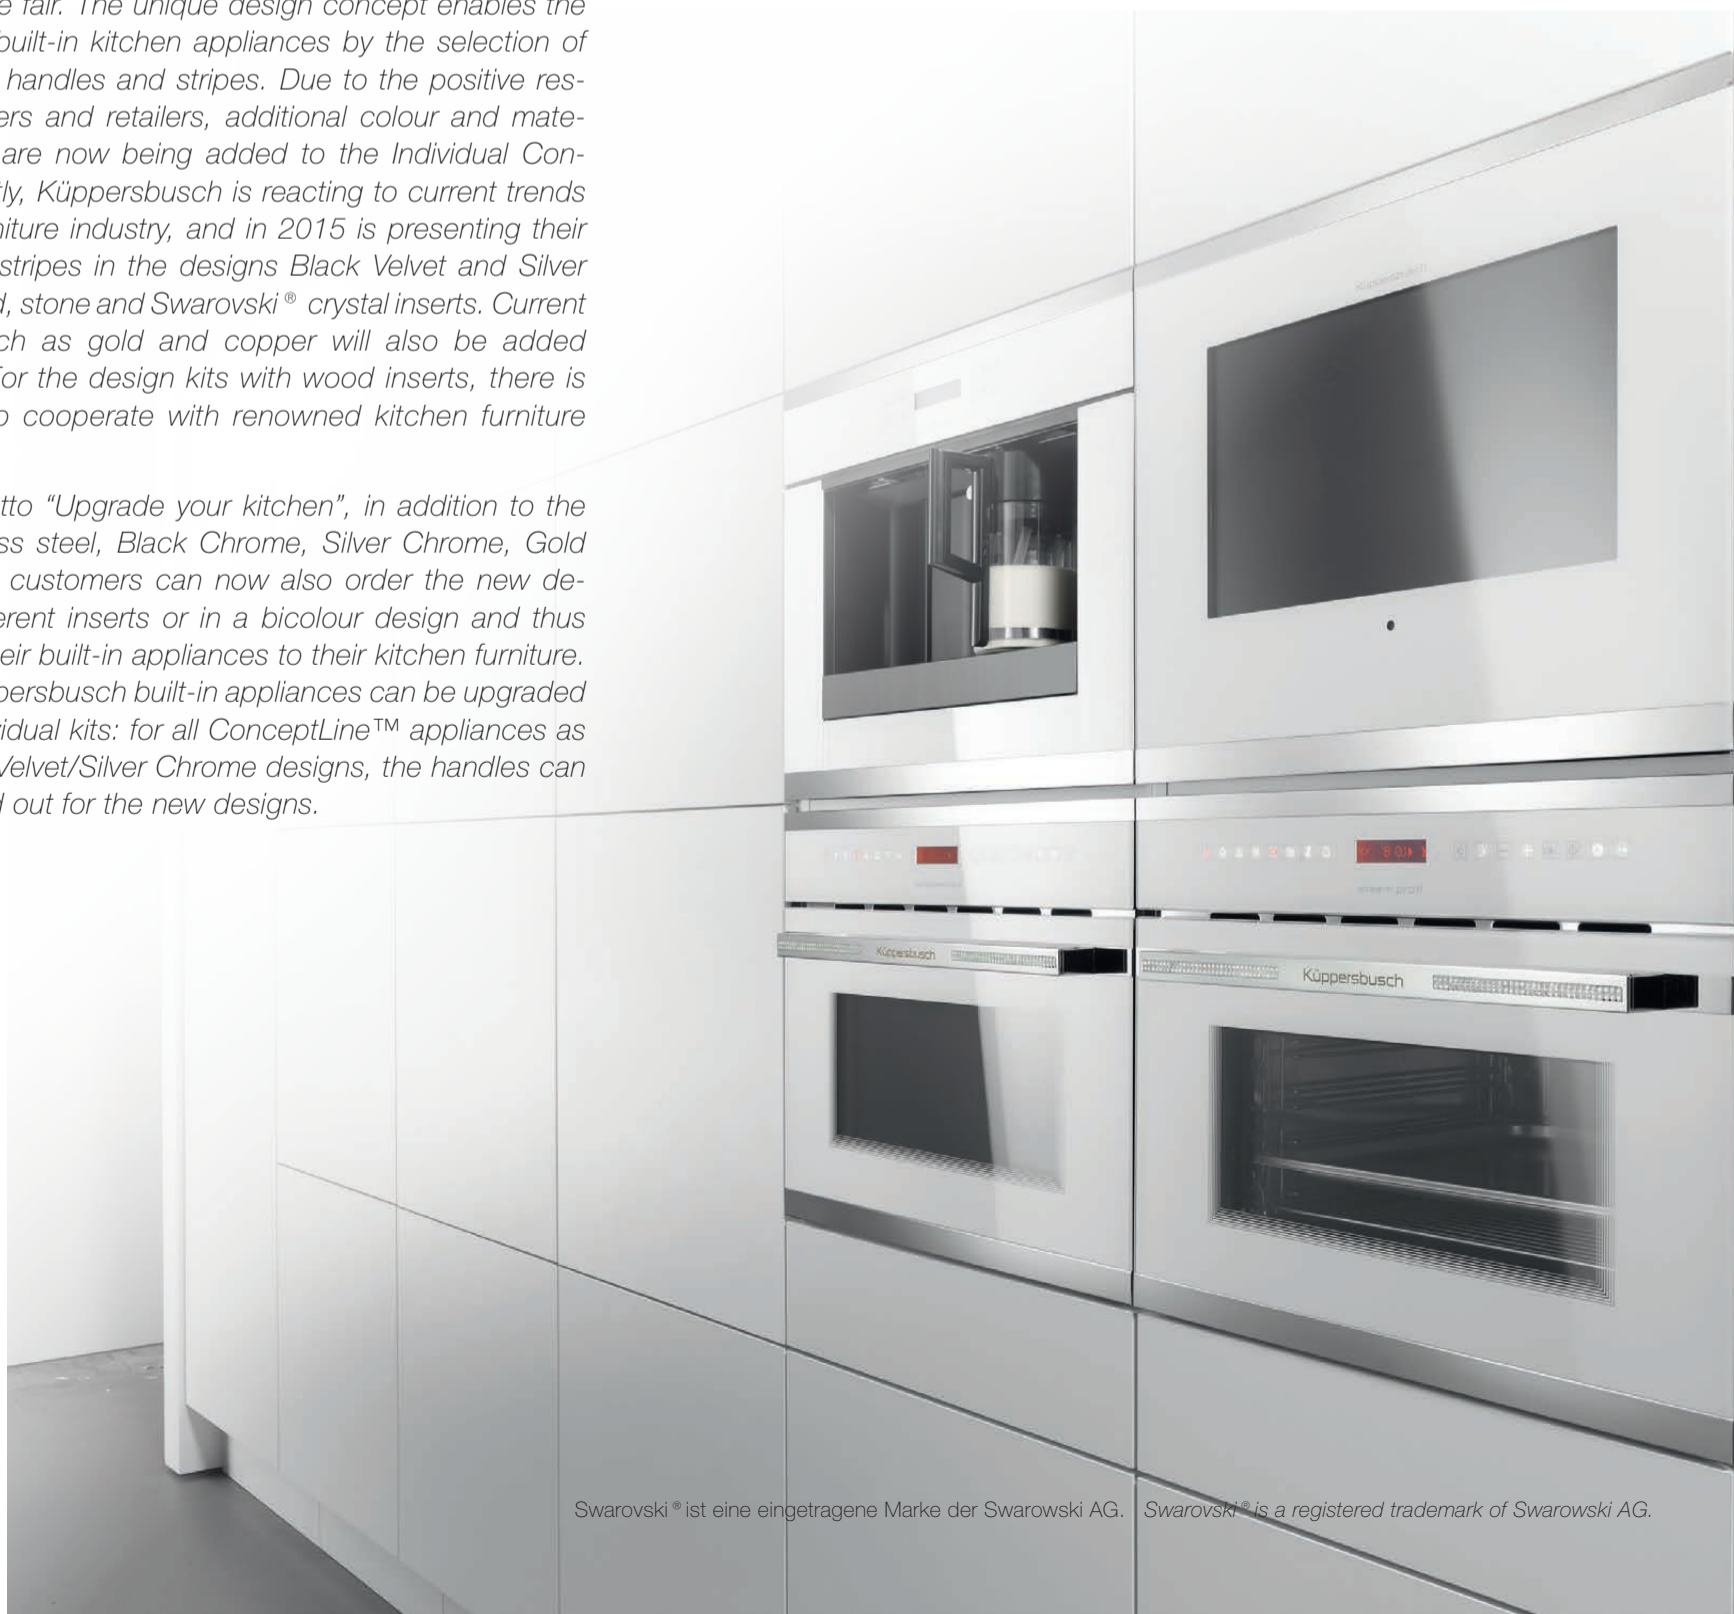 e fair. The unique design concept enables the
built-in kitchen appliances by the selection of
handles and stripes. Due to the positive res-
ers and retailers, additional colour and mate-
are now being added to the Individual Con-
tly, Küppersbusch is reacting to current trends
niture industry, and in 2015 is presenting their
stripes in the designs Black Velvet and Silver
d, stone and Swarovski® crystal inserts. Current
ch as gold and copper will also be added
For the design kits with wood inserts, there is
o cooperate with renowned kitchen furniture
tto “Upgrade your kitchen”, in addition to the
ss steel, Black Chrome, Silver Chrome, Gold
customers can now also order the new de-
erent inserts or in a bicolour design and thus
eir built-in appliances to their kitchen furniture.
persbusch built-in appliances can be upgraded
vidual kits: for all ConceptLine™ appliances as
Velvet/Silver Chrome designs, the handles can
d out for the new designs.
Küppersbusch
Küppersbusch
Küppersbusch
Swarovski® ist eine eingetragene Marke der Swarowski AG.
Swarovski® is a registered trademark of Swarowski AG.